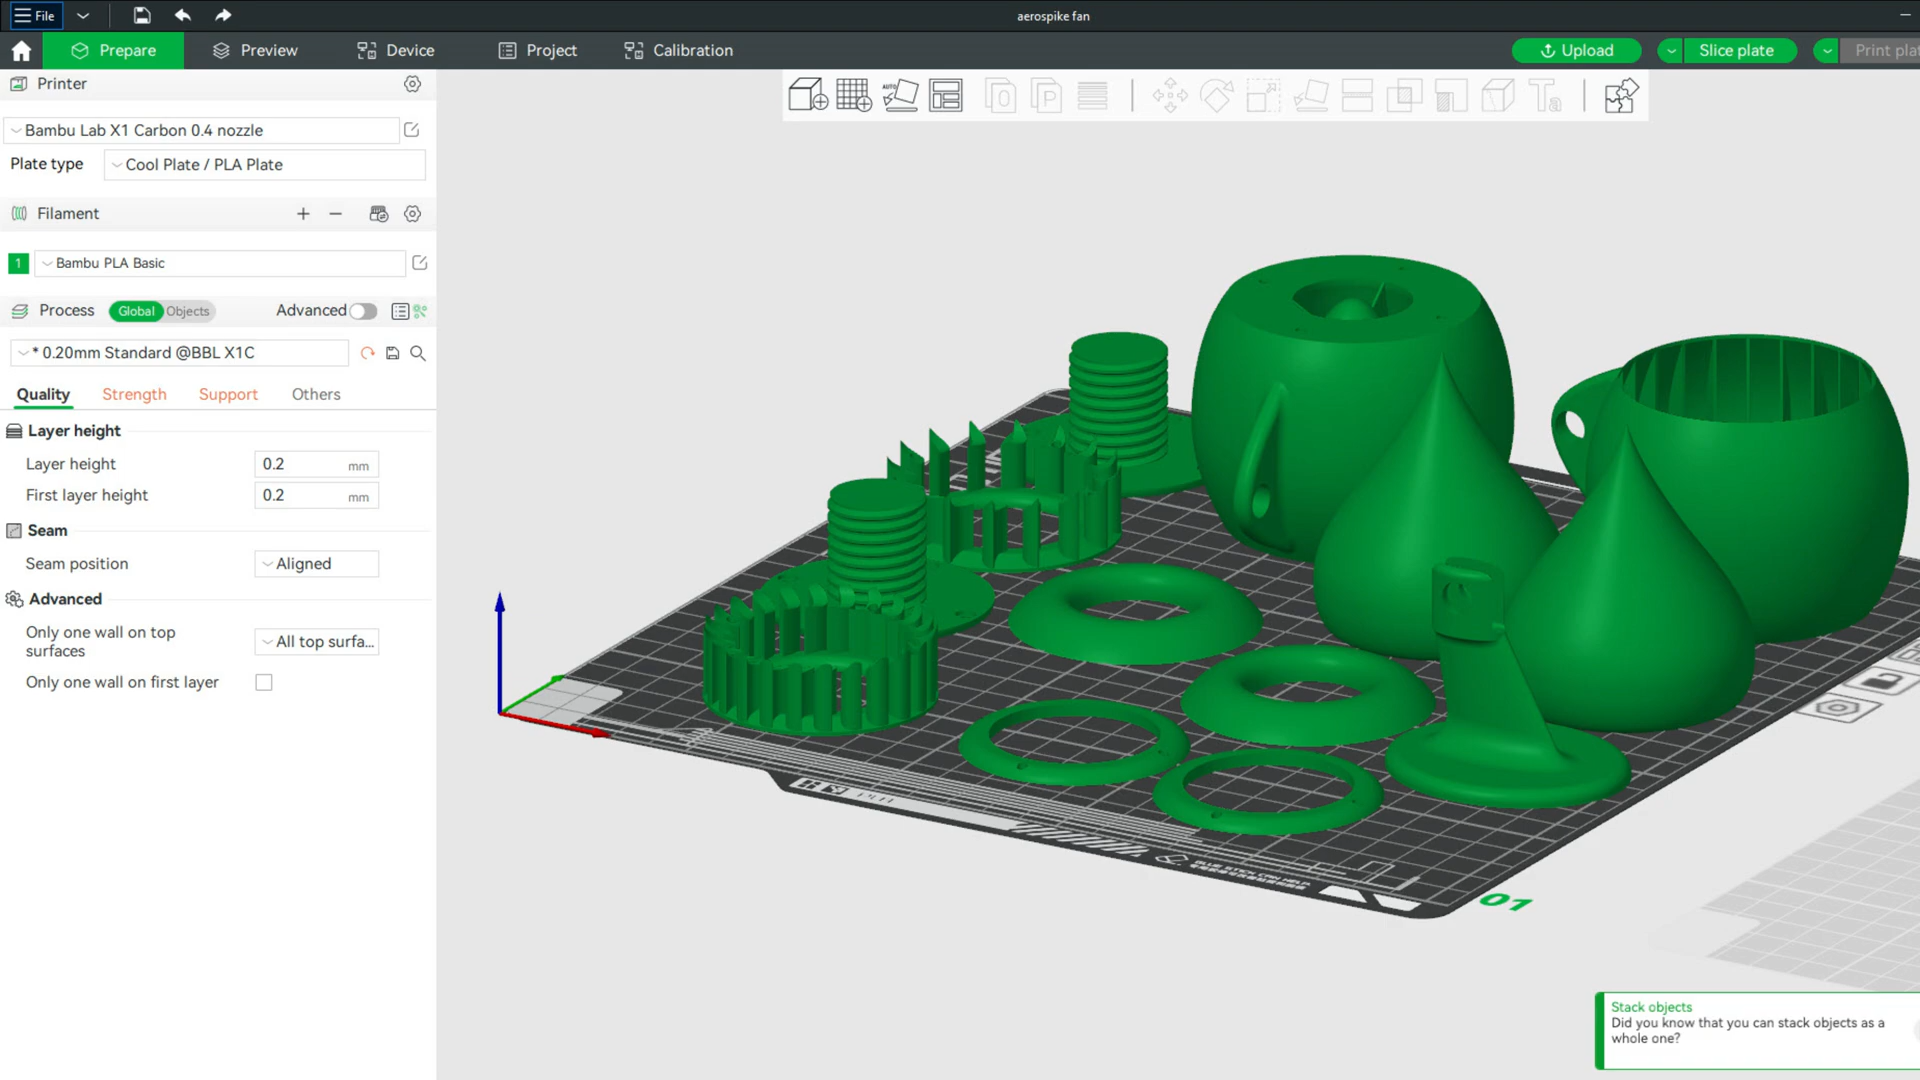 File
aerospike fan
Prepare
Preview
Device
Project
Calibration
Upload
Slice plate
Print plat
Printer
Bambu Lab X1 Carbon 0.4 nozzle
Plate type
Cool Plate / PLA Plate
AUTO
Filament
1
Bambu PLA Basic
Process
Global
Objects
Advanced
* 0.20mm Standard @BBL X1C
Quality
Strength
Support
Others
Layer height
Layer height
0.2 mm
First layer height
0.2 mm
Seam
Seam position
Aligned
Advanced
Only one wall on top
surfaces
All top surfa...
Only one wall on first layer
01
Stack objects
Did you know that you can stack objects as a
whole one?